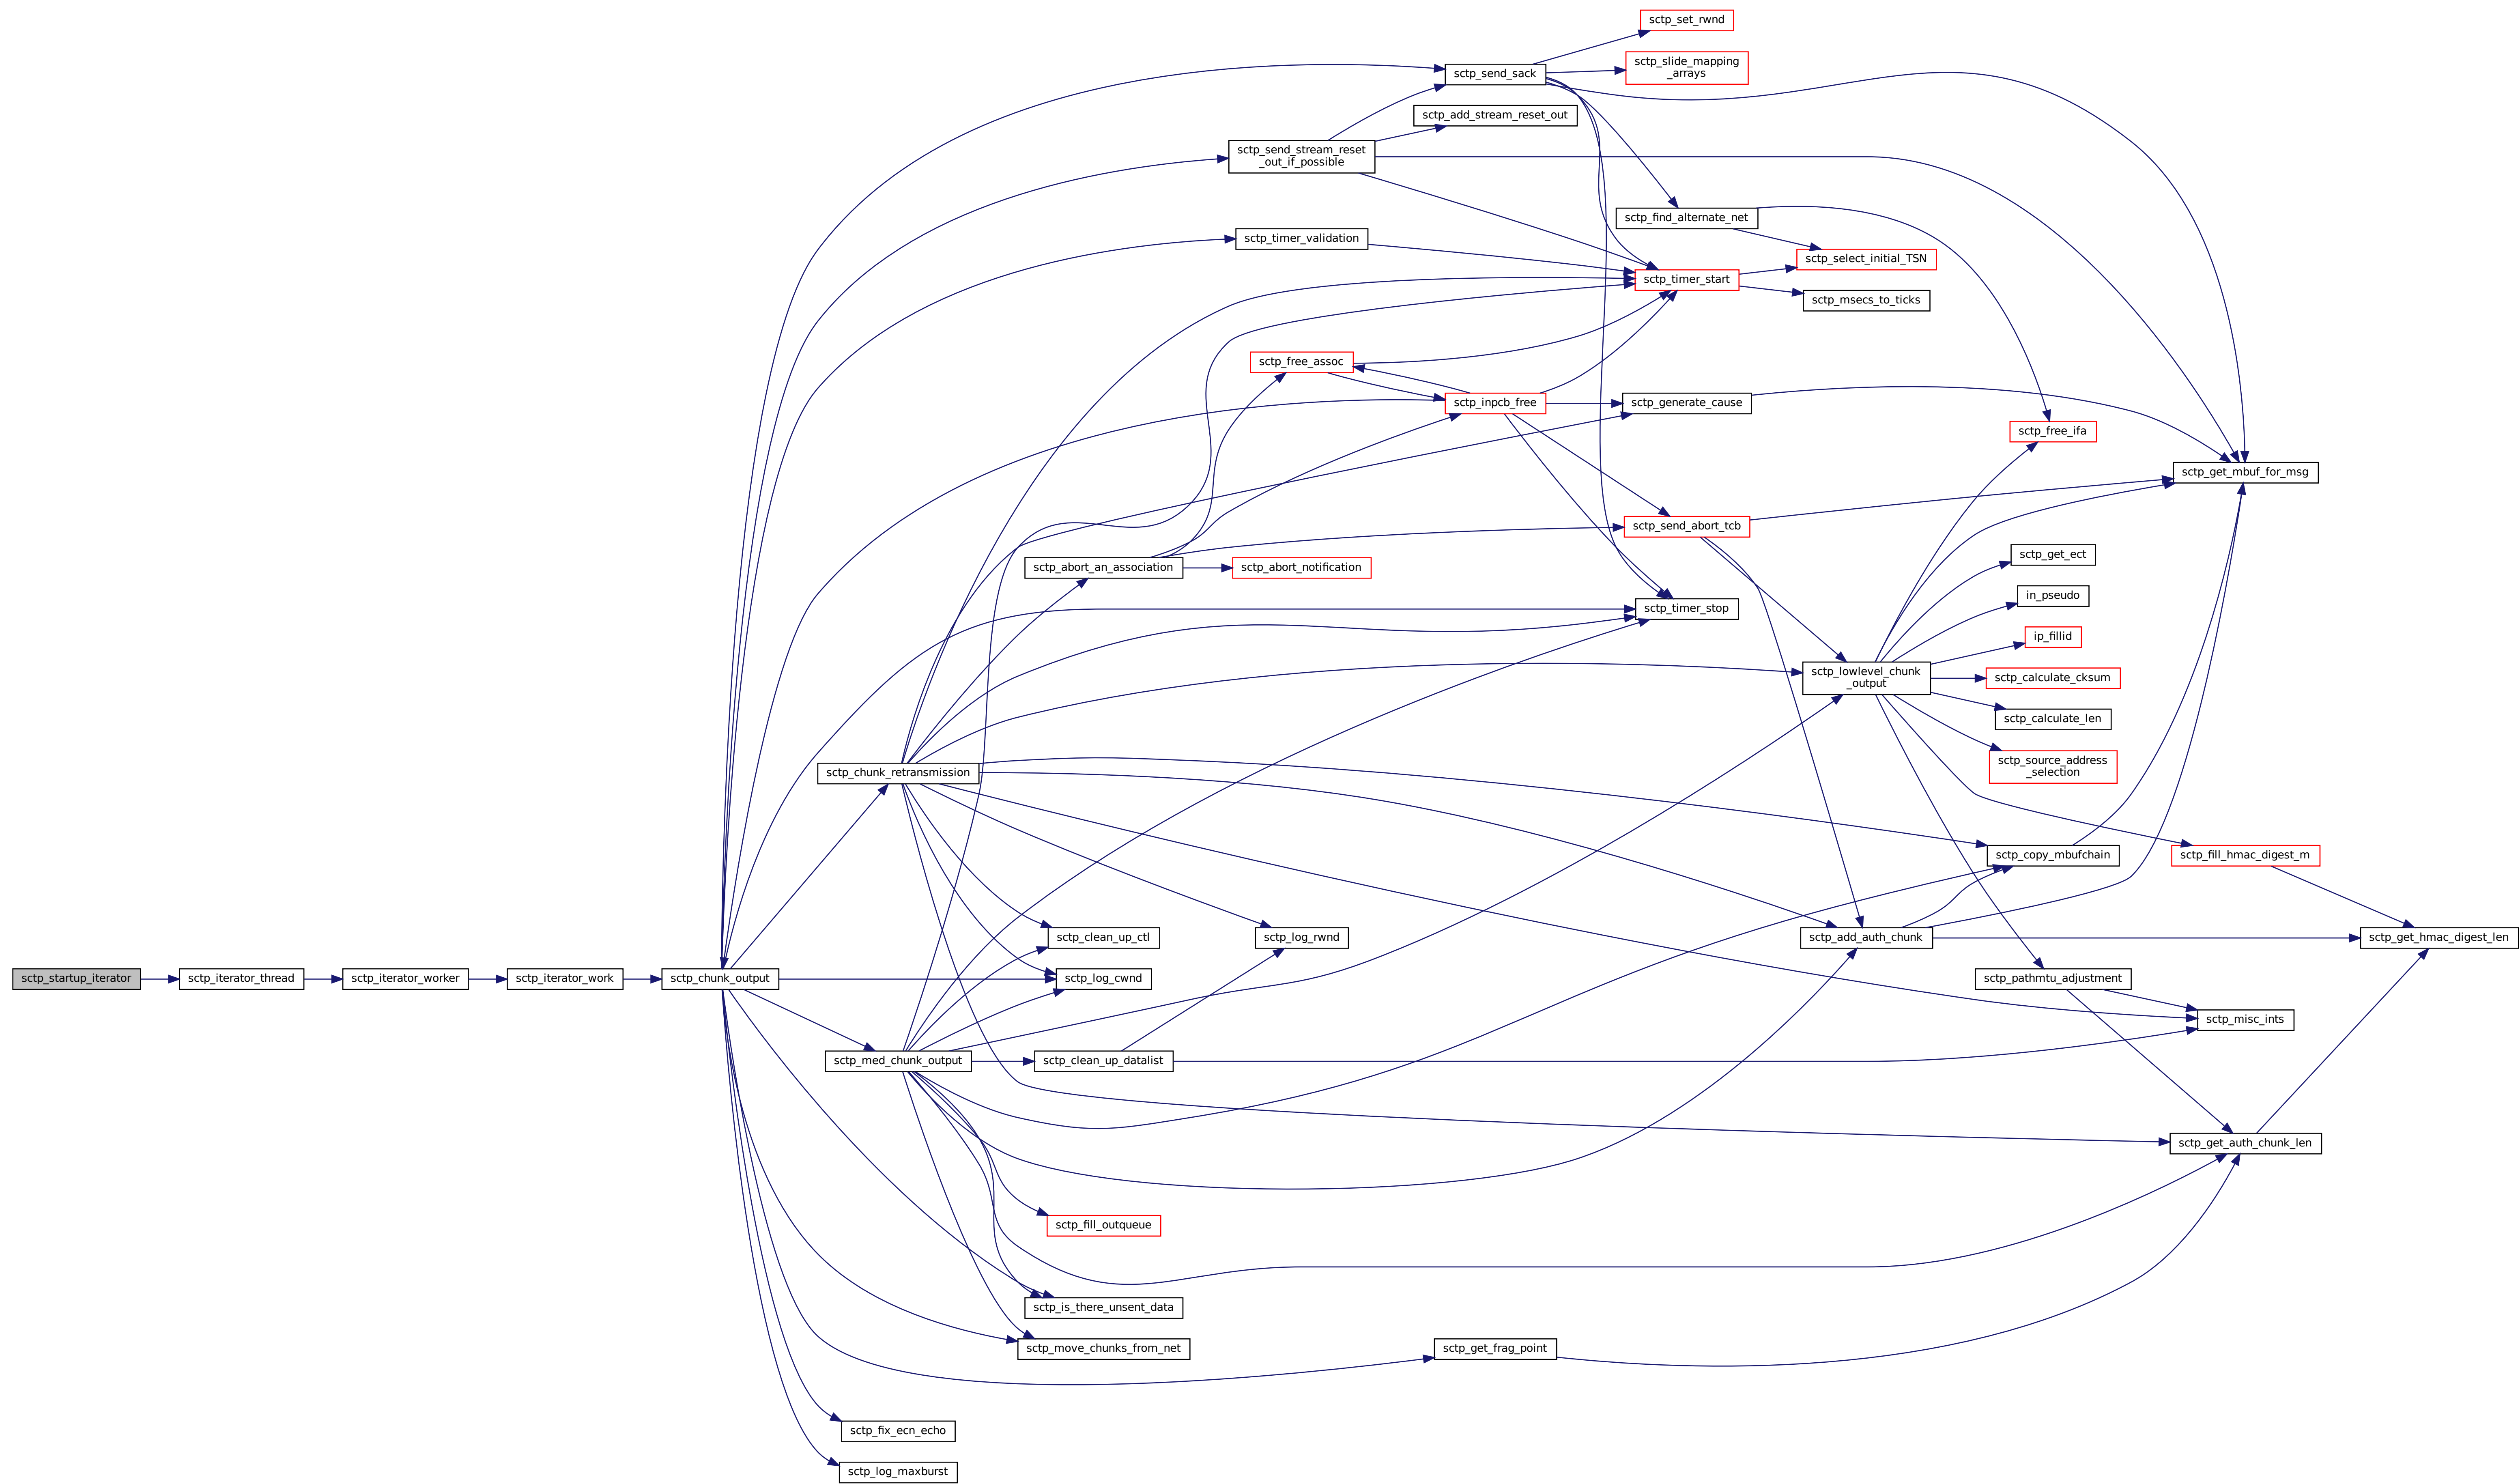 sctp_set_rwnd
sctp_slide_mapping
_arrays
sctp_send_sack
sctp_add_stream_reset_out
sctp_send_stream_reset
_out_if_possible
sctp_find_alternate_net
sctp_timer_validation
sctp_select_initial_TSN
sctp_timer_start
sctp_msecs_to_ticks
sctp_free_assoc
sctp_inpcb_free
sctp_generate_cause
sctp_free_ifa
sctp_get_mbuf_for_msg
sctp_send_abort_tcb
sctp_get_ect
sctp_abort_an_association
sctp_abort_notification
in_pseudo
sctp_timer_stop
ip_fillid
sctp_lowlevel_chunk
_output
sctp_calculate_cksum
sctp_calculate_len
sctp_source_address
_selection
sctp_chunk_retransmission
sctp_copy_mbufchain
sctp_fill_hmac_digest_m
sctp_clean_up_ctl
sctp_log_rwnd
sctp_add_auth_chunk
sctp_get_hmac_digest_len
sctp_startup_iterator
sctp_iterator_thread
sctp_iterator_worker
sctp_iterator_work
sctp_chunk_output
sctp_log_cwnd
sctp_pathmtu_adjustment
sctp_misc_ints
sctp_med_chunk_output
sctp_clean_up_datalist
sctp_get_auth_chunk_len
sctp_fill_outqueue
sctp_is_there_unsent_data
sctp_move_chunks_from_net
sctp_get_frag_point
sctp_fix_ecn_echo
sctp_log_maxburst